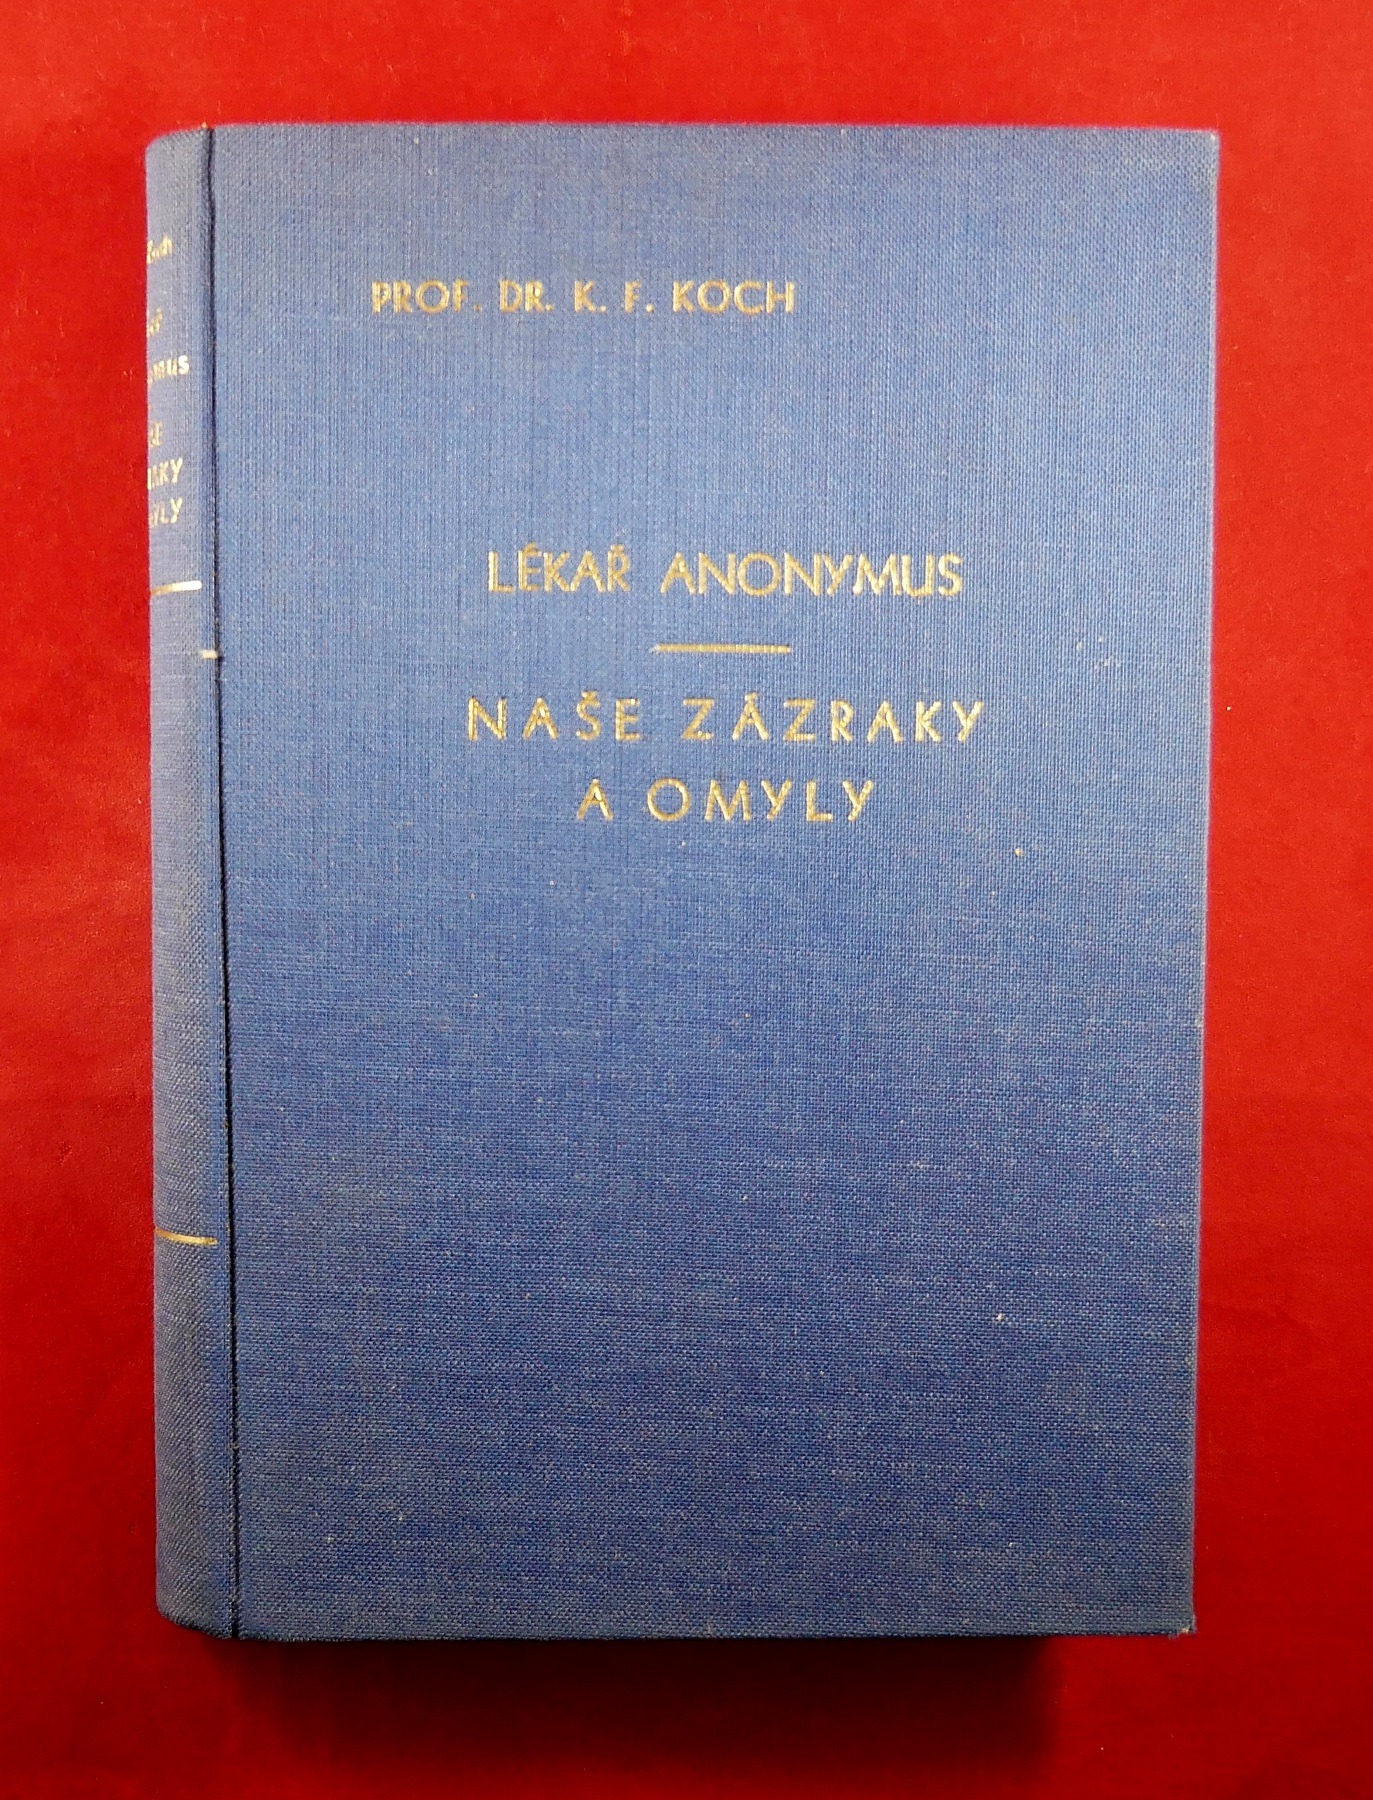 PROF. DR. K. F. KOCH
LÉKAŘ ANONYMUS
NAŠE ZÁZRAKY
A OMYLY